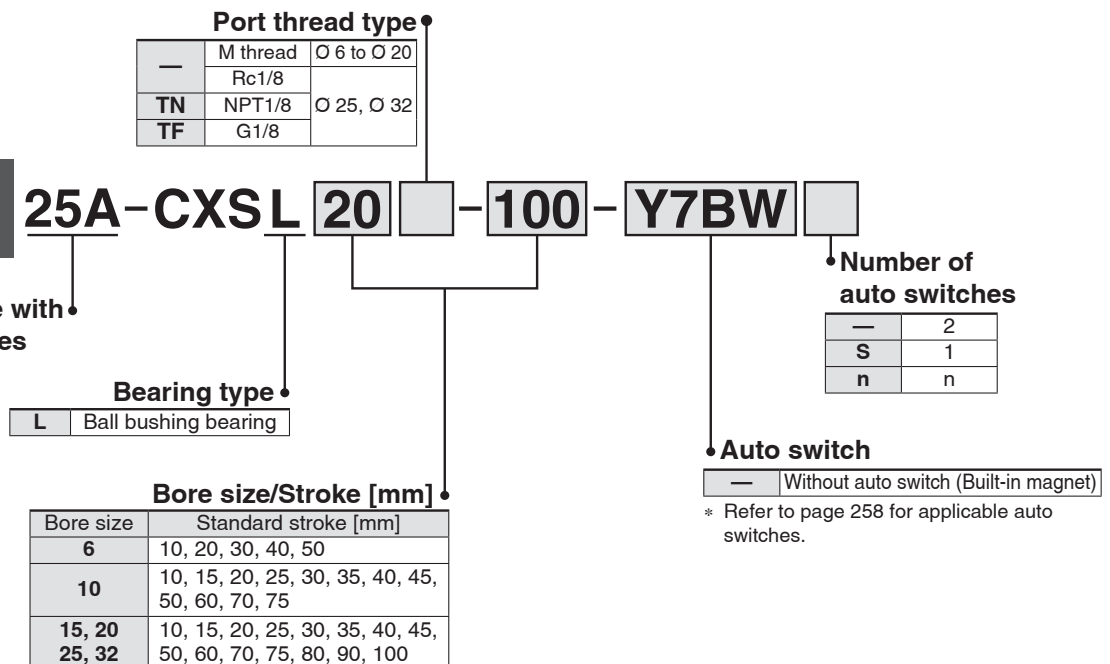 Port thread type
— M thread Ø 6 to Ø 20
Rc1/8
TN NPT1/8 Ø 25, Ø 32
TF G1/8
25A-CXSL 20 -100-Y7BW
with
Number of
auto switches
— 2
S 1
n n
Bearing type
L Ball bushing bearing
Auto switch
— Without auto switch (Built-in magnet)
* Refer to page 258 for applicable auto
switches.
Bore size/Stroke [mm]
Bore size Standard stroke [mm]
6 10, 20, 30, 40, 50
10 10, 15, 20, 25, 30, 35, 40, 45,
50, 60, 70, 75
15, 20 10, 15, 20, 25, 30, 35, 40, 45,
25, 32 50, 60, 70, 75, 80, 90, 100